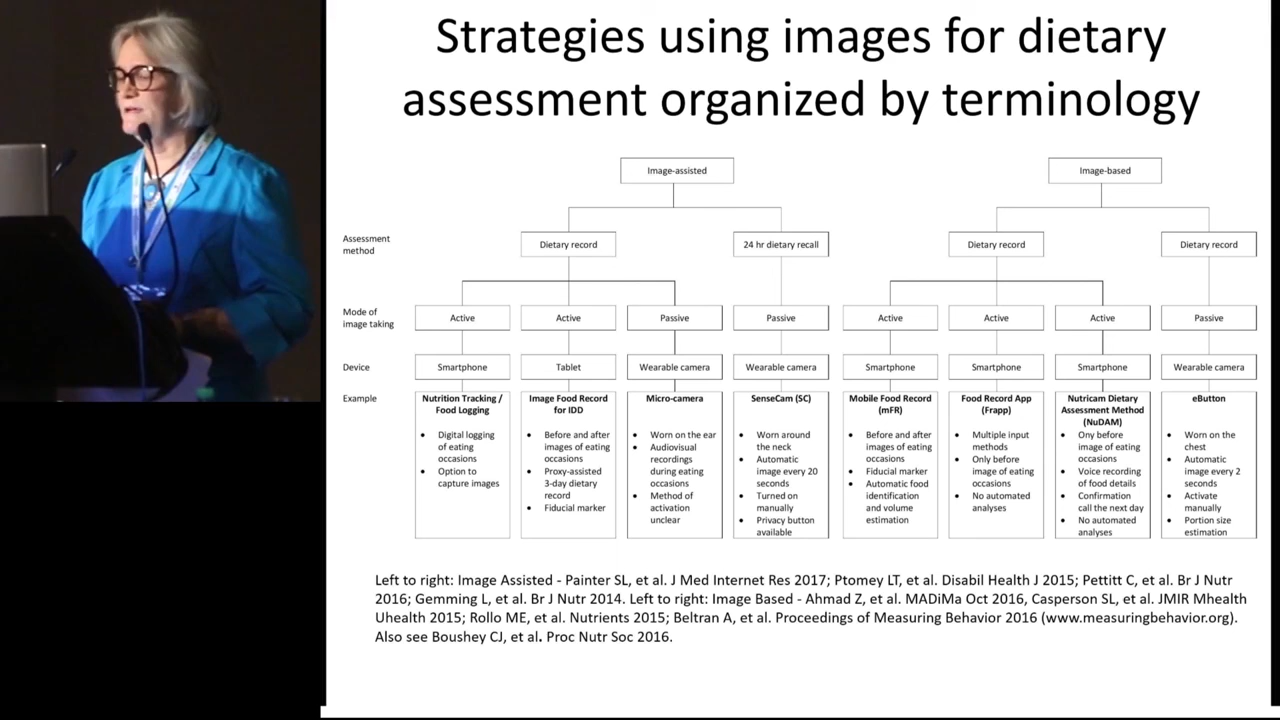 Strategies using images for dietary
assessment organized by terminology
Image-assisted
Image-based
Assessment
method
Dietary record
24 hr dietary recall
Dietary record
Dietary record
Mode of
image taking
Active
Active
Passive
Passive
Active
Active
Active
Passive
Device
Smartphone
Tablet
Wearable camera
Wearable camera
Smartphone
Smartphone
Smartphone
Wearable camera
Example
Nutrition Tracking /
Food Logging
• Digital logging
of eating
occasions
• Option to
capture images
Image Food Record
for IDD
• Before and after
images of eating
occasions
• Proxy-assisted
3-day dietary
record
• Fiducial marker
Micro-camera
• Worn on the ear
• Audiovisual
recordings
during eating
occasions
• Method of
activation
unclear
SenseCam (SC)
• Worn around
the neck
• Automatic
image every 20
seconds
• Turned on
manually
• Privacy button
available
Mobile Food Record
(mFR)
• Before and after
images of eating
occasions
• Fiducial marker
• Automatic food
identification
and volume
estimation
Food Record App
(Frapp)
• Multiple input
methods
• Only before
image of eating
occasions
• No automated
analyses
Nutricam Dietary
Assessment Method
(NuDAM)
• Ony before
image of eating
occasions
• Voice recording
of food details
• Confirmation
call the next day
• No automated
analyses
eButton
• Worn on the
chest
• Automatic
image every 2
seconds
• Activate
manually
• Portion size
estimation
Left to right: Image Assisted - Painter SL, et al. J Med Internet Res 2017; Ptomey LT, et al. Disabil Health J 2015; Pettitt C, et al. Br J Nutr
2016; Gemming L, et al. Br J Nutr 2014. Left to right: Image Based - Ahmad Z, et al. MADiMa Oct 2016, Casperson SL, et al. JMIR Mhealth
Uhealth 2015; Rollo ME, et al. Nutrients 2015; Beltran A, et al. Proceedings of Measuring Behavior 2016 (www.measuringbehavior.org).
Also see Boushey CJ, et al. Proc Nutr Soc 2016.